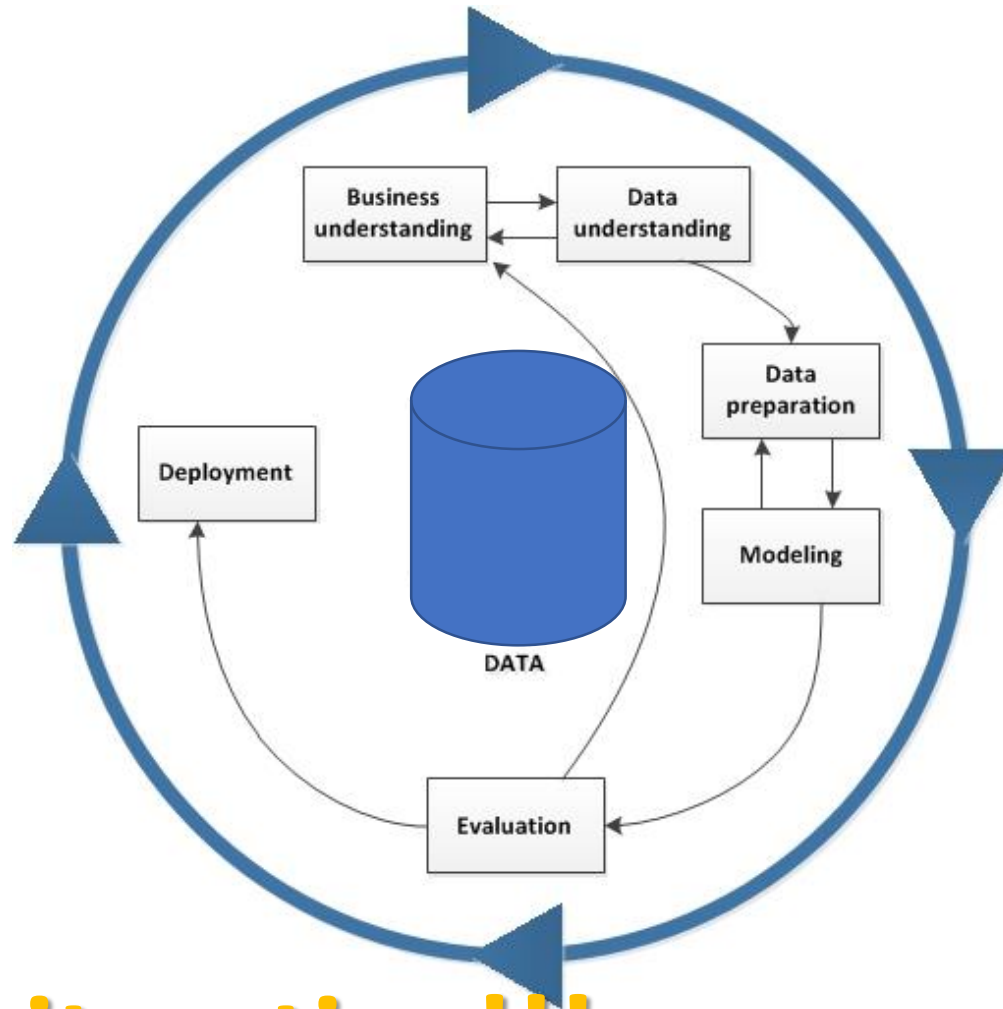 Business
understanding
Data
understanding
Data
preparation
Deployment
Modeling
DATA
Evaluation